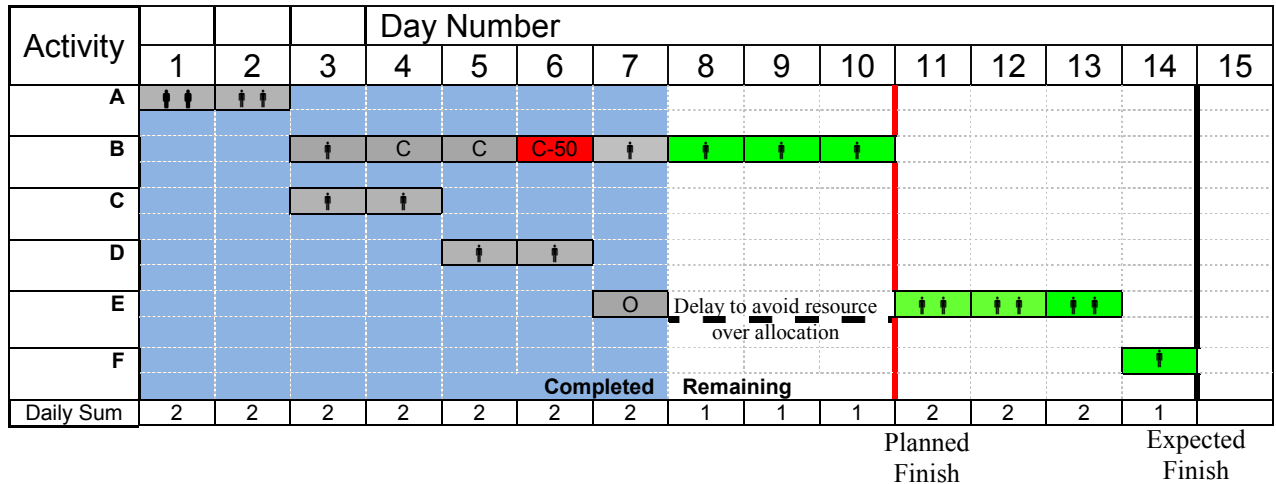 Day Number
Activity
1 2 3 4 5 6 7 8 9 10 11 12 13 14 15
A
B C C C-50
C
D
E O Delay to avoid resource
over allocation
F
Completed Remaining
Daily Sum 2 2 2 2 2 2 2 1 1 1 2 2 2 1
Planned Expected
Finish Finish